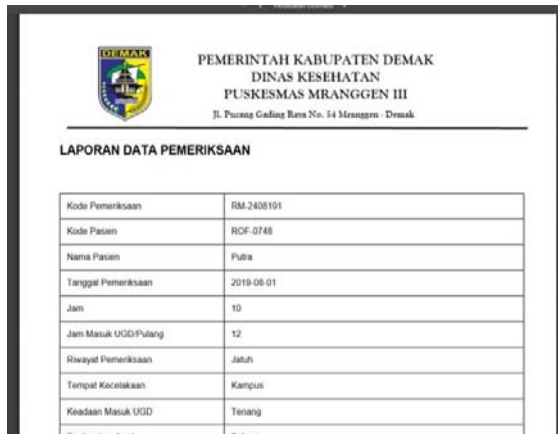 DEMAK
PEMERINTAH KABUPATEN DEMAK
DINAS KESEHATAN
PUSKESMAS MRANGGEN III
Jl. Pucang Gading Raya No. 54 Mranggen - Demak
LAPORAN DATA PEMERIKSAAN
Kode Pemeriksaan RM-2408191
Kode Pasien ROF-0748
Nama Pasien Putra
Tanggal Pemeriksaan 2019-08-01
Jam 10
Jam Masuk UGD/Pulang 12
Riwayat Pemeriksaan Jatuh
Tempat Kecelakaan Kampus
Keadaan Masuk UGD Tenang